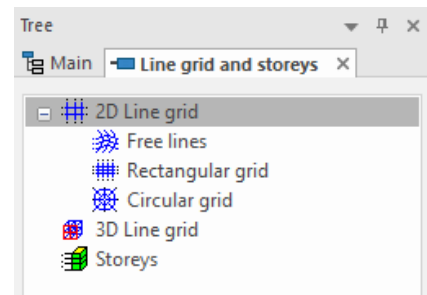 Tree
Main Line grid and storeys
2D Line grid
Free lines
Rectangular grid
Circular grid
3D Line grid
Storeys